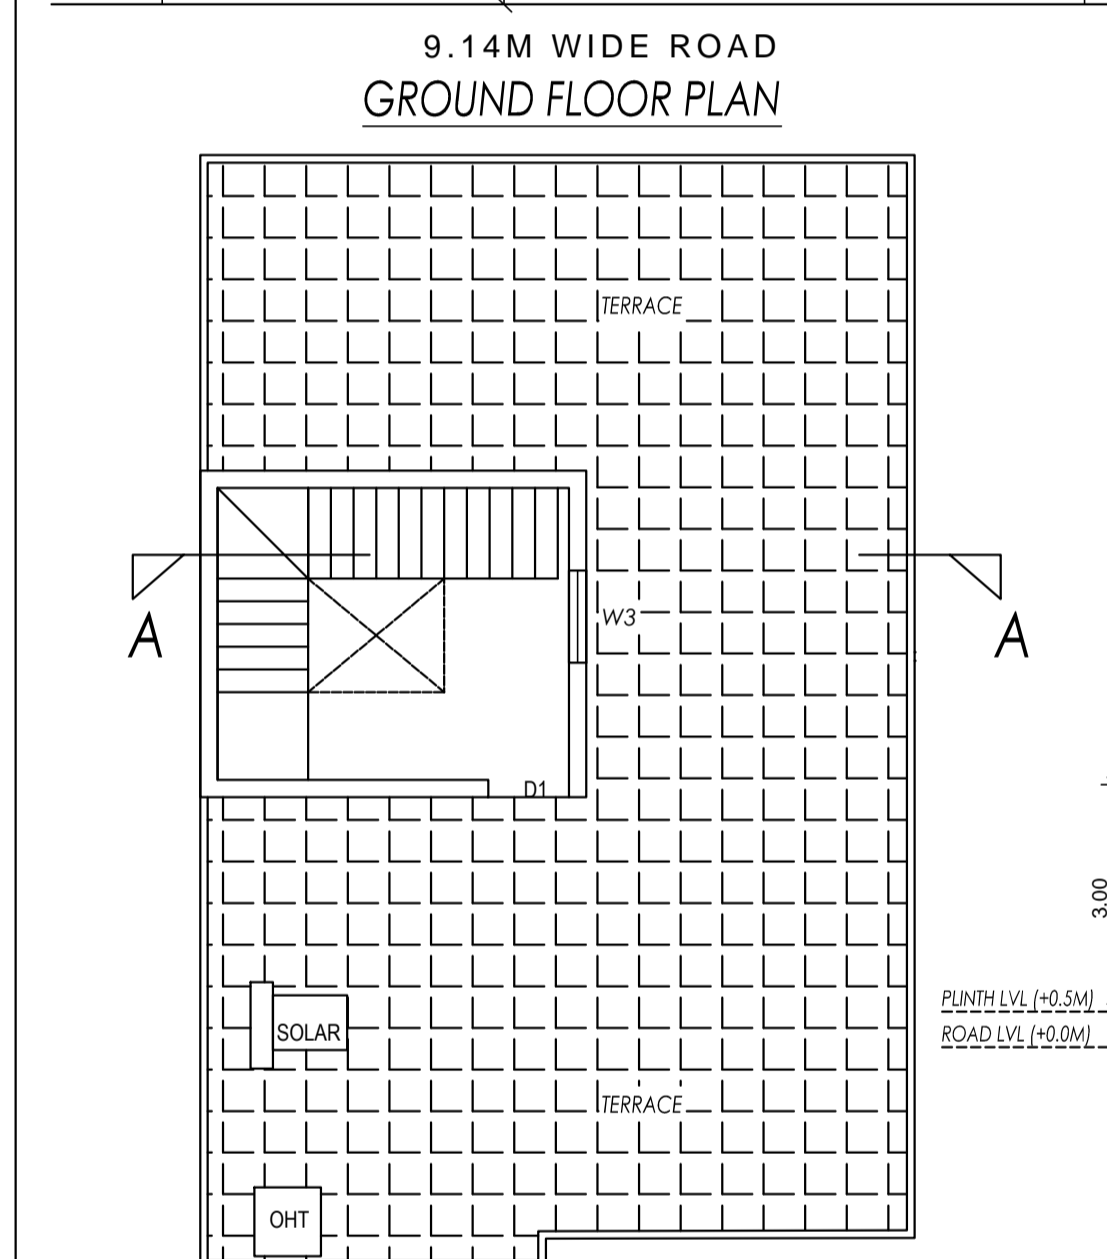 9.14M WIDE ROAD
GROUND FLOOR PLAN
TERRACE
W3
A
A
D1
3.00
PLINTH LVL (+0.5M)
ROAD LVL (+0.0M)
SOLAR
TERRACE
OHT